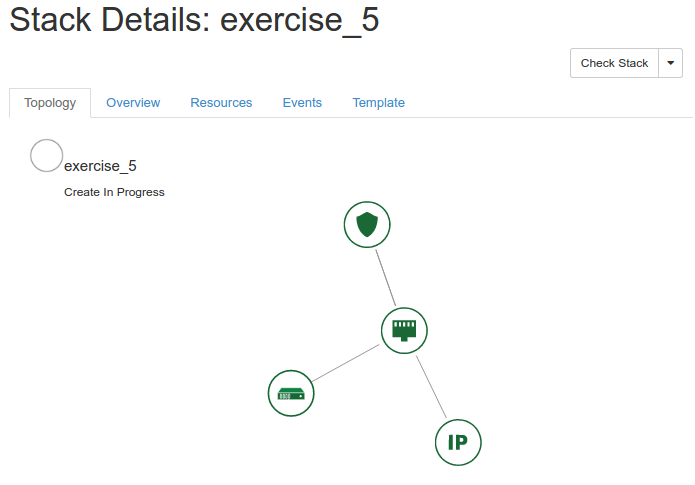 Stack Details: exercise_5
Check Stack
Topology Overview Resources Events Template
exercise_5
Create In Progress
IP